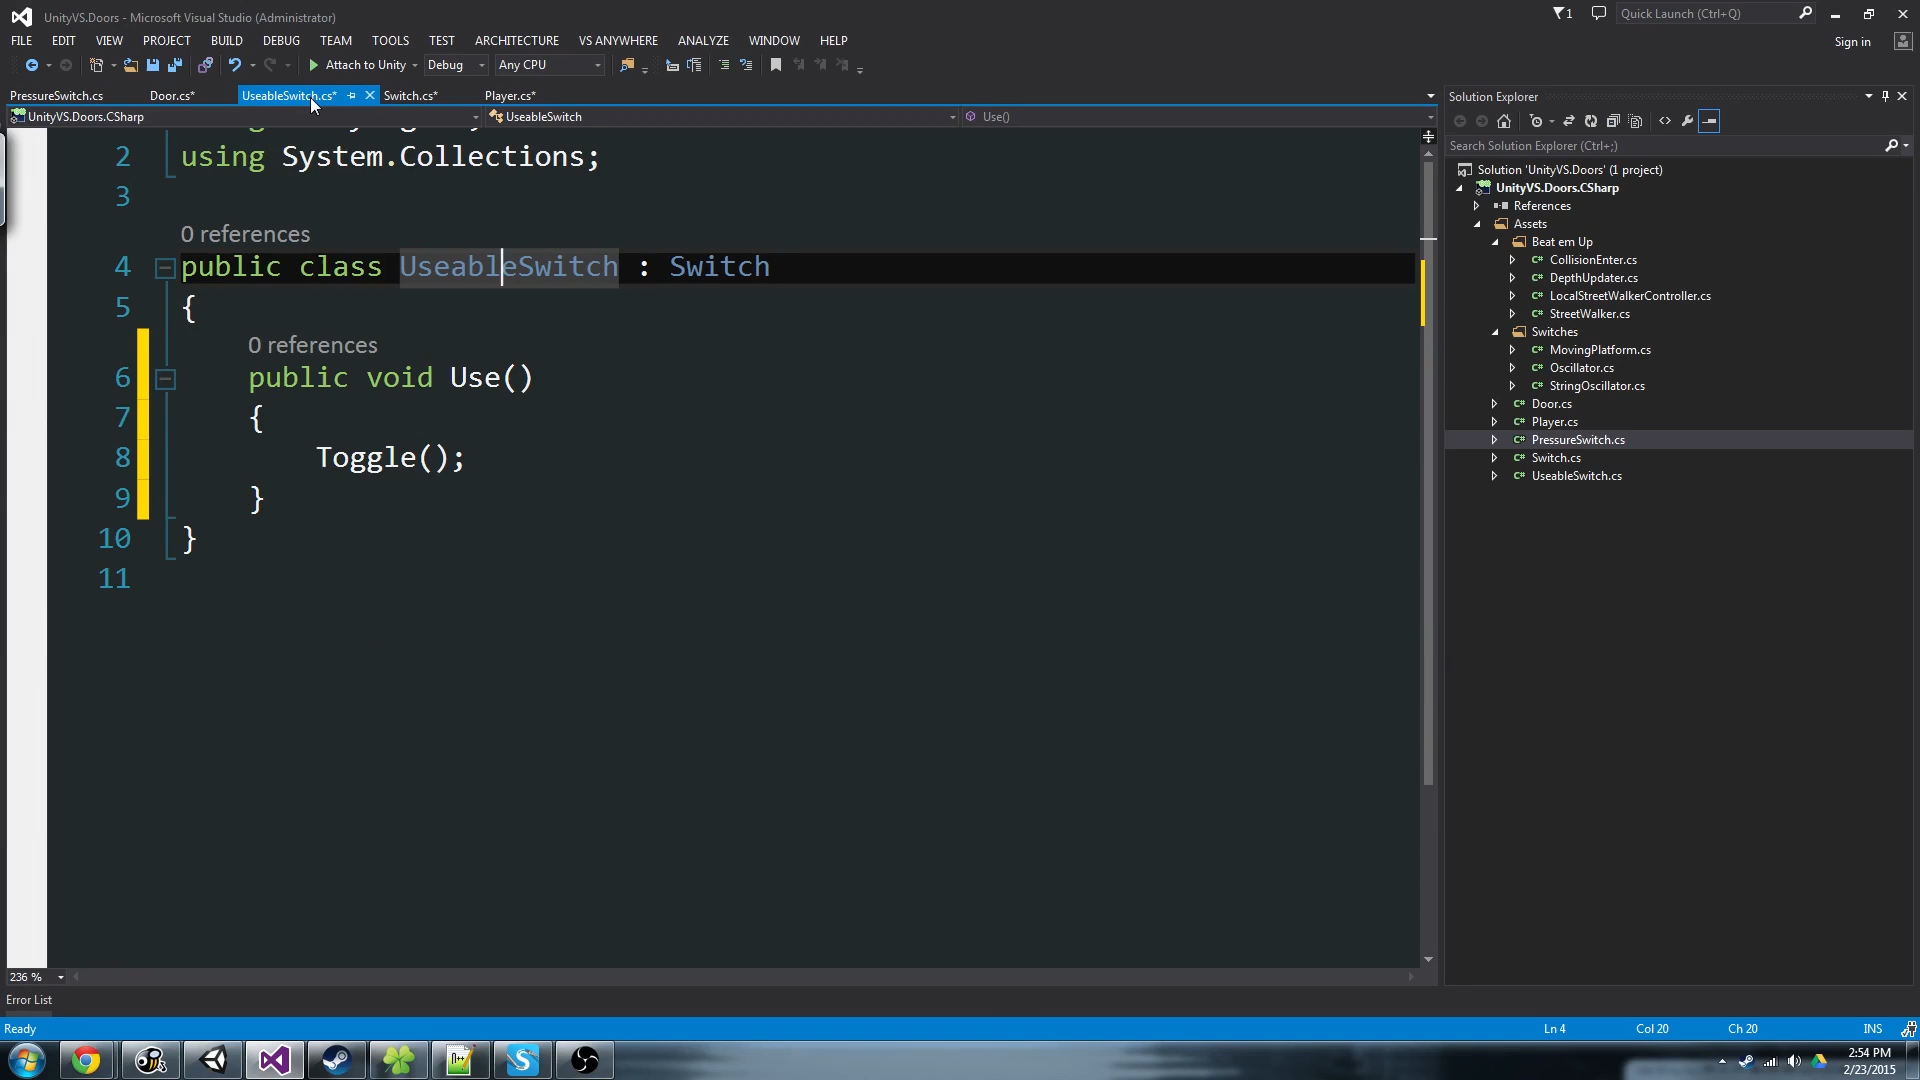 UnityVS.Doors - Microsoft Visual Studio (Administrator)
1
Quick Launch (Ctrl+Q)
FILE EDIT VIEW PROJECT BUILD DEBUG TEAM TOOLS TEST ARCHITECTURE VS ANYWHERE ANALYZE WINDOW HELP
Sign in
Attach to Unity Debug Any CPU
PressureSwitch.cs Door.cs* UseableSwitch.cs* Switch.cs* Player.cs*
UnityVS.Doors.CSharp UseableSwitch Use()
2 using System.Collections;
3
0 references
4 public class UseableSwitch : Switch
5 {
0 references
6 public void Use()
7 {
8 Toggle();
9 }
10 }
11
236 %
Error List
Solution Explorer
Search Solution Explorer (Ctrl+;)
Solution 'UnityVS.Doors' (1 project)
UnityVS.Doors.CSharp
References
Assets
Beat em Up
C# CollisionEnter.cs
C# DepthUpdater.cs
C# LocalStreetWalkerController.cs
C# StreetWalker.cs
Switches
C# MovingPlatform.cs
C# Oscillator.cs
C# StringOscillator.cs
C# Door.cs
C# Player.cs
C# PressureSwitch.cs
C# Switch.cs
C# UseableSwitch.cs
Ready Ln 4 Col 20 Ch 20 INS
2:54 PM
2/23/2015